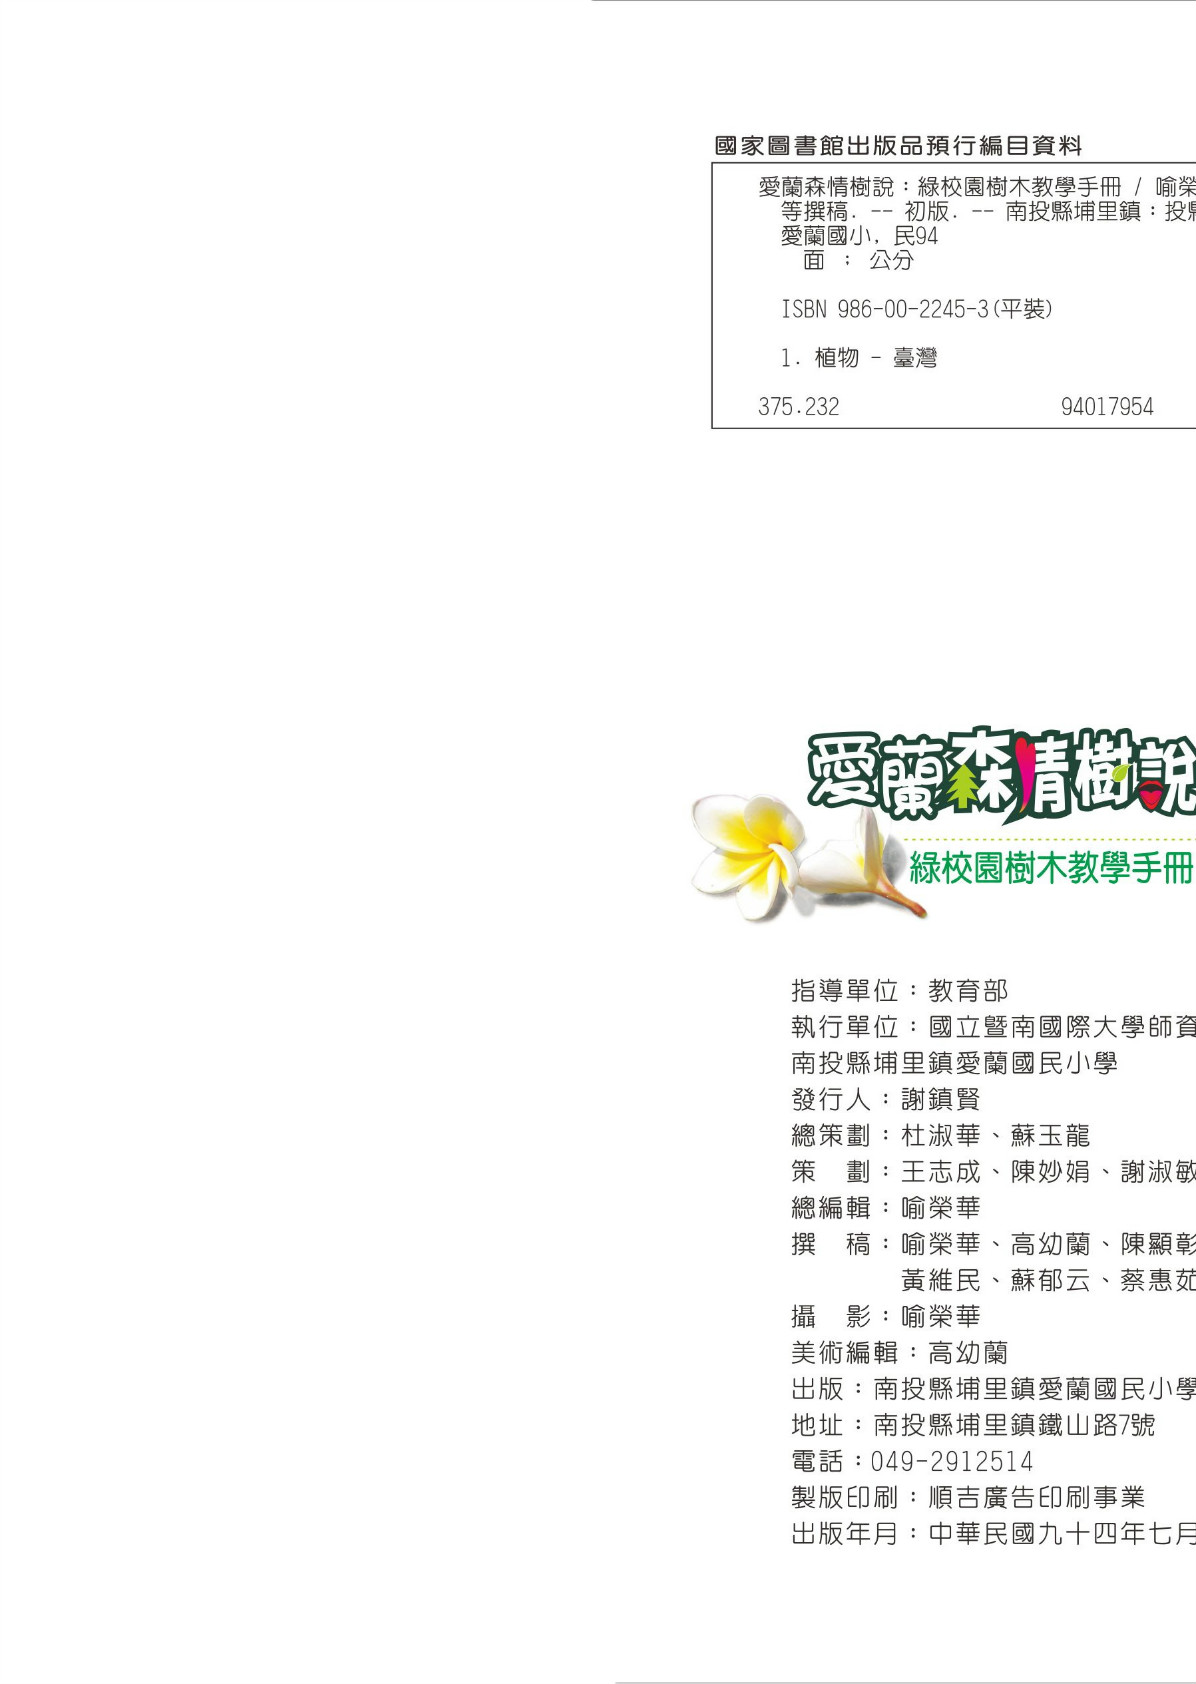 國家圖書館出版品預行編目資料
愛蘭森情樹說：綠校園樹木教學手冊 / 喻榮
等撰稿. -- 初版. -- 南投縣埔里鎮：投縣
愛蘭國小, 民94
面 ； 公分
ISBN 986-00-2245-3(平裝)
1. 植物 - 臺灣
375.232 94017954
愛蘭森情樹說
綠校園樹木教學手冊
指導單位：教育部
執行單位：國立暨南國際大學師資
南投縣埔里鎮愛蘭國民小學
發行人：謝鎮賢
總策劃：杜淑華、蘇玉龍
策　劃：王志成、陳妙娟、謝淑敏
總編輯：喻榮華
撰　稿：喻榮華、高幼蘭、陳顯彰
黃維民、蘇郁云、蔡惠茹
攝　影：喻榮華
美術編輯：高幼蘭
出版：南投縣埔里鎮愛蘭國民小學
地址：南投縣埔里鎮鐵山路7號
電話：049-2912514
製版印刷：順吉廣告印刷事業
出版年月：中華民國九十四年七月